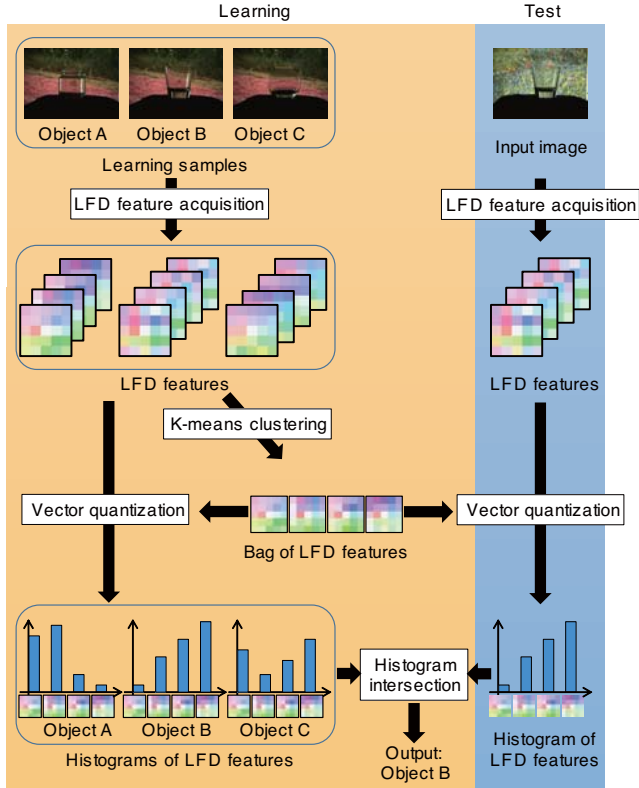 Learning
Test
Object A
Object B
Object C
Learning samples
Input image
LFD feature acquisition
LFD feature acquisition
LFD features
LFD features
K-means clustering
Vector quantization
Vector quantization
Bag of LFD features
Histogram
intersection
Object A
Object B
Object C
Histograms of LFD features
Output:
Object B
Histogram of
LFD features